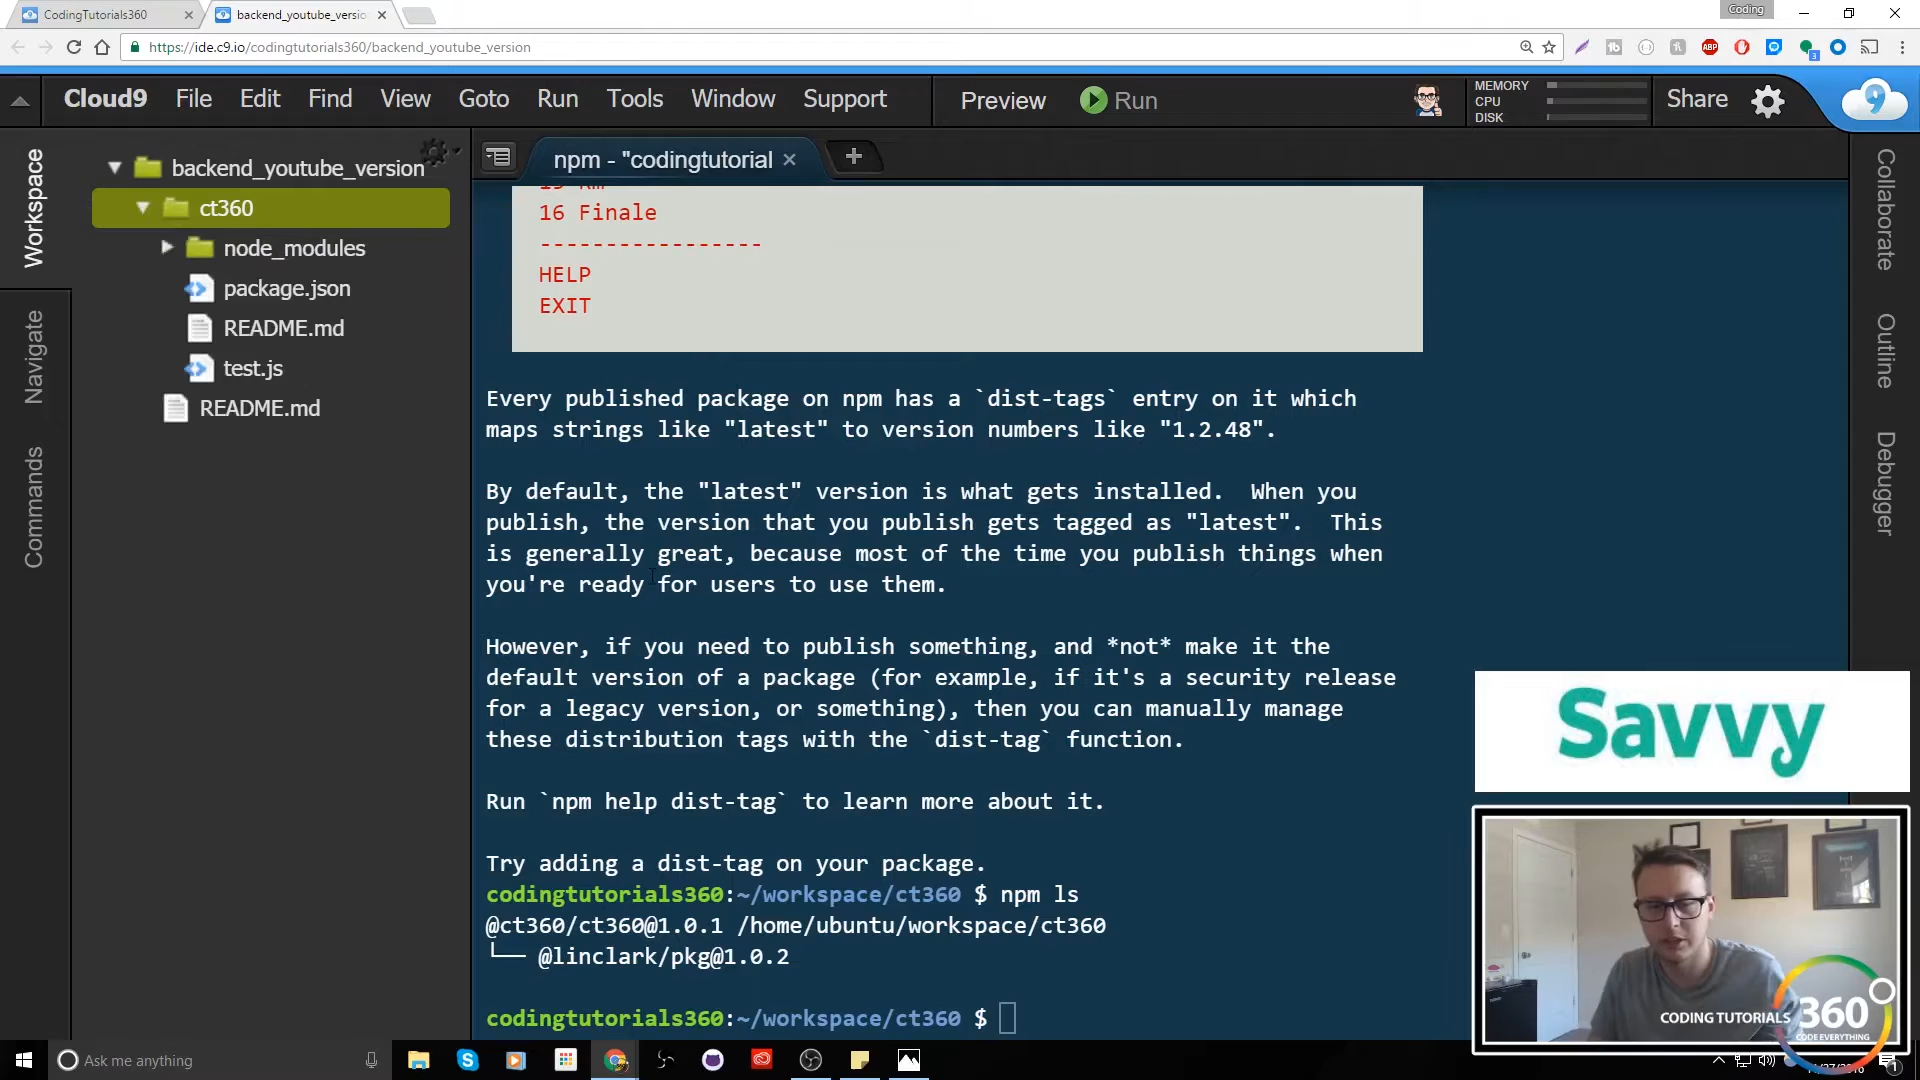 CodingTutorials360
backend_youtube_versio
Coding
https://ide.c9.io/codingtutorials360/backend_youtube_version
ABP
3
Cloud9 File Edit Find View Goto Run Tools Window Support Preview Run
MEMORY
CPU
DISK
Share
9
Workspace
Navigate
Commands
backend_youtube_version
ct360
node_modules
package.json
README.md
test.js
README.md
npm - "codingtutorial
16 Finale
-----------------
HELP
EXIT
Every published package on npm has a `dist-tags` entry on it which
maps strings like "latest" to version numbers like "1.2.48".
By default, the "latest" version is what gets installed.  When you
publish, the version that you publish gets tagged as "latest".  This
is generally great, because most of the time you publish things when
you're ready for users to use them.
However, if you need to publish something, and *not* make it the
default version of a package (for example, if it's a security release
for a legacy version, or something), then you can manually manage
these distribution tags with the `dist-tag` function.
Run `npm help dist-tag` to learn more about it.
Try adding a dist-tag on your package.
codingtutorials360:~/workspace/ct360 $ npm ls
@ct360/ct360@1.0.1 /home/ubuntu/workspace/ct360
└── @linclark/pkg@1.0.2
codingtutorials360:~/workspace/ct360 $
Collaborate
Outline
Debugger
Savvy
CODING TUTORIALS 360
CODE EVERYTHING
Ask me anything